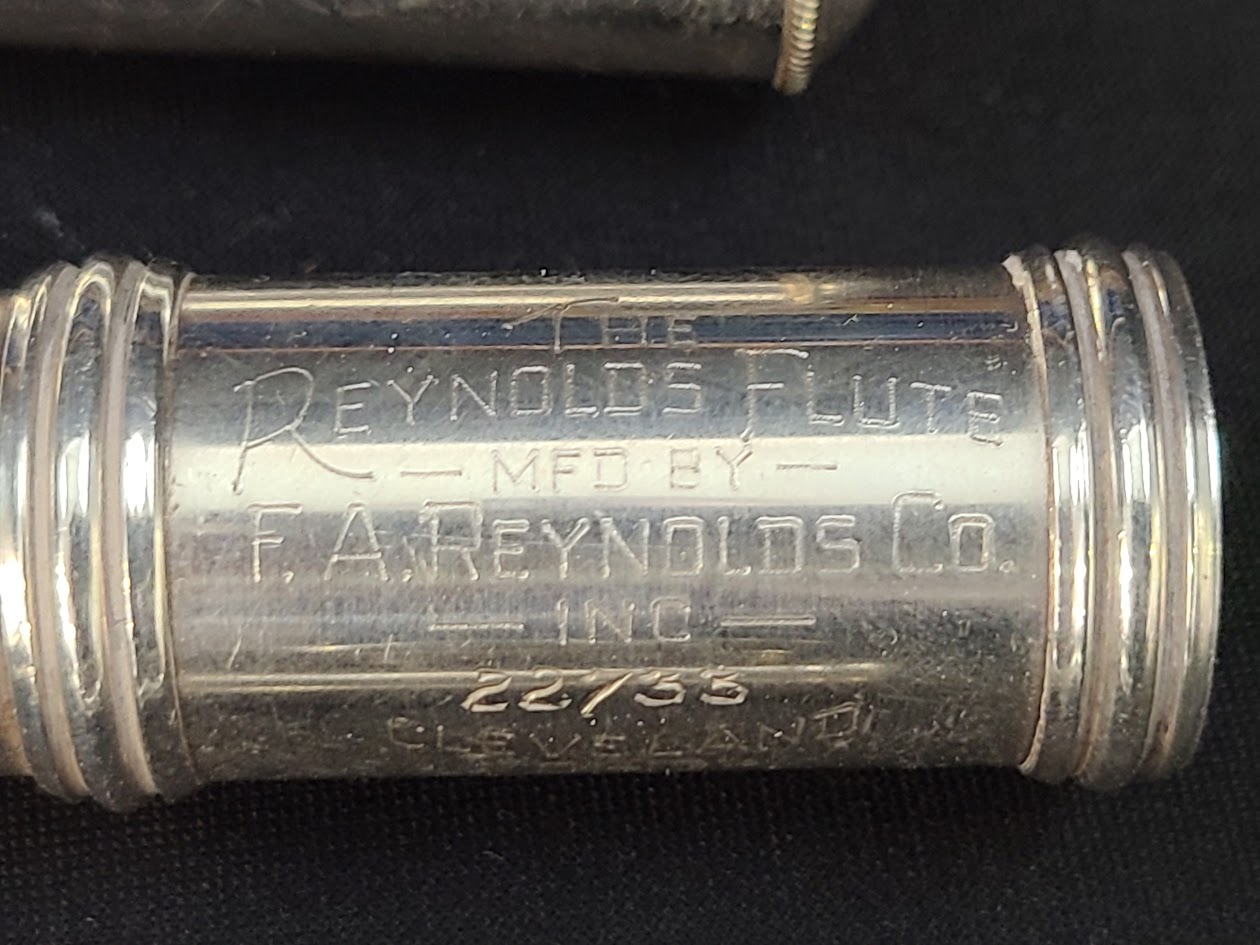 THE
REYNOLDS FLUTE
— MFD BY —
F. A. REYNOLDS CO.
— INC —
22733
CLEVELAND